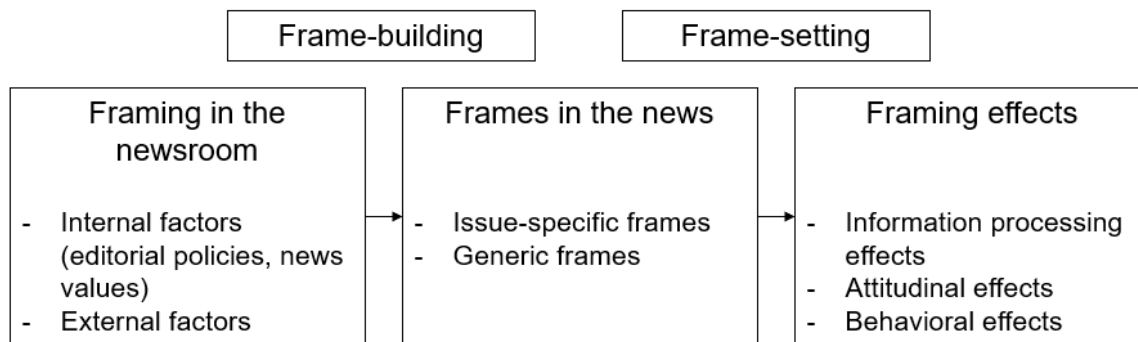 Frame-building
Frame-setting
Framing in the
newsroom
- Internal factors
(editorial policies, news
values)
- External factors
Frames in the news
- Issue-specific frames
- Generic frames
Framing effects
- Information processing
effects
- Attitudinal effects
- Behavioral effects